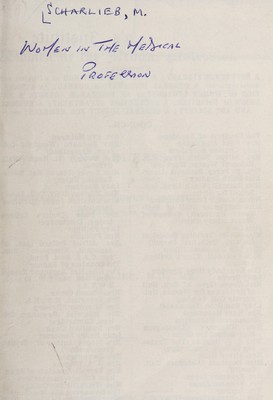 [SCHARLIEB, M.
WOMEN IN THE MEDICAL
PROFESSION